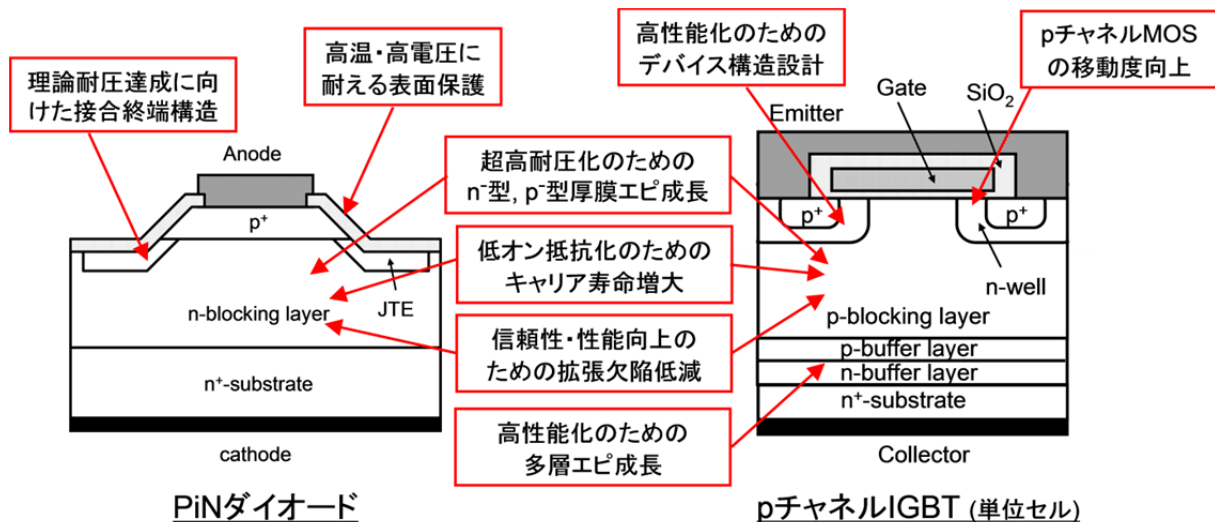 理論耐圧達成に向
けた接合終端構造
高温・高電圧に
耐える表面保護
高性能化のための
デバイス構造設計
pチャネルMOS
の移動度向上
超高耐圧化のための
n⁻型, p⁻型厚膜エピ成長
低オン抵抗化のための
キャリア寿命増大
信頼性・性能向上の
ための拡張欠陥低減
高性能化のための
多層エピ成長
Anode
p⁺
JTE
n-blocking layer
n⁺-substrate
cathode
PiNダイオード
Gate
SiO₂
Emitter
p⁺
p⁺
n-well
p-blocking layer
p-buffer layer
n-buffer layer
n⁺-substrate
Collector
pチャネルIGBT (単位セル)